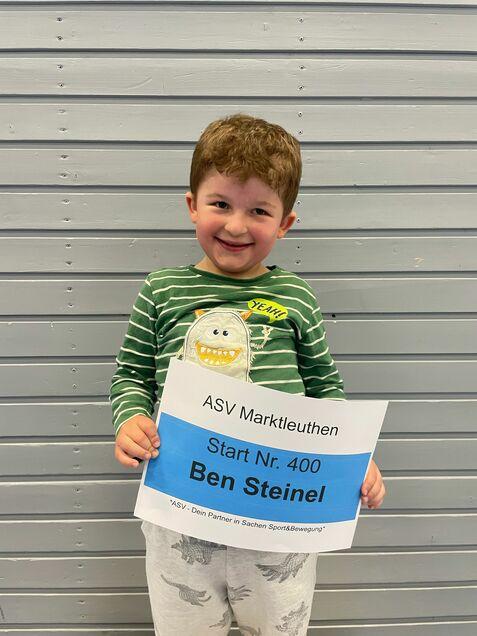 YEAH!
ASV Marktleuthen
Start Nr. 400
Ben Steinel
"ASV - Dein Partner in Sachen Sport&Bewegung"